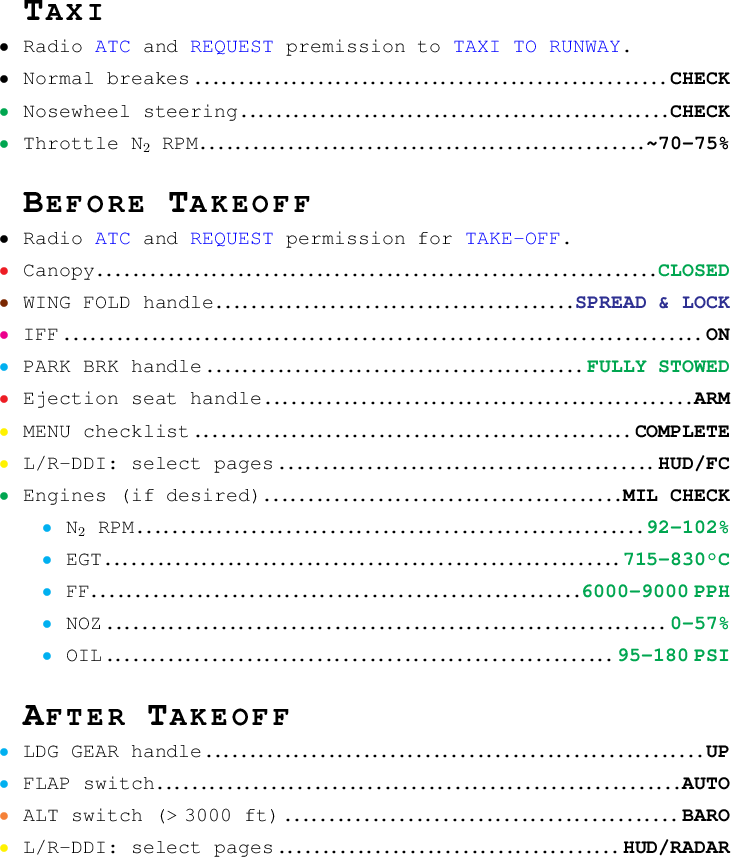 TAXI
• Radio ATC and REQUEST premission to TAXI TO RUNWAY.
• Normal breakes ........ CHECK
• Nosewheel steering ........ CHECK
• Throttle N₂ RPM ........ ~70-75%
BEFORE TAKEOFF
• Radio ATC and REQUEST permission for TAKE-OFF.
• Canopy ........ CLOSED
• WING FOLD handle ........ SPREAD & LOCK
• IFF ........ ON
• PARK BRK handle ........ FULLY STOWED
• Ejection seat handle ........ ARM
• MENU checklist ........ COMPLETE
• L/R-DDI: select pages ........ HUD/FC
• Engines (if desired) ........ MIL CHECK
• N₂ RPM ........ 92-102%
• EGT ........ 715-830°C
• FF ........ 6000-9000 PPH
• NOZ ........ 0-57%
• OIL ........ 95-180 PSI
AFTER TAKEOFF
• LDG GEAR handle ........ UP
• FLAP switch ........ AUTO
• ALT switch (> 3000 ft) ........ BARO
• L/R-DDI: select pages ........ HUD/RADAR